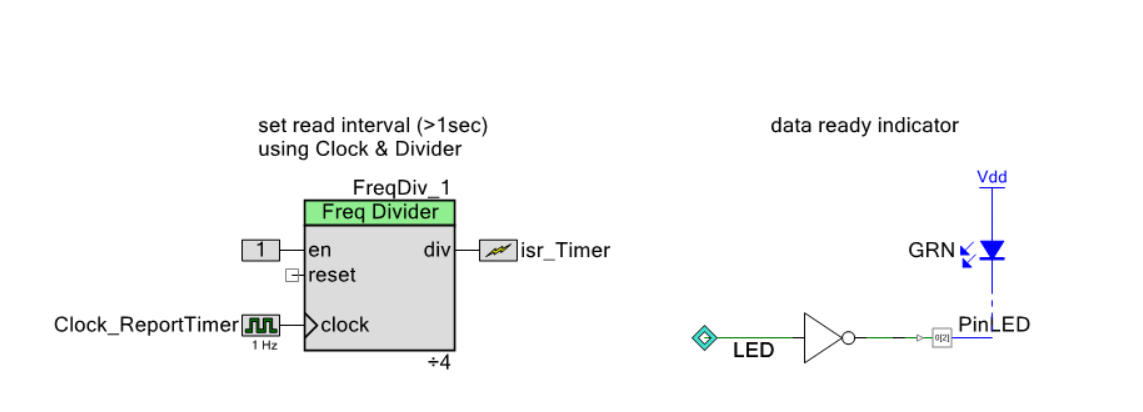 set read interval (>1sec)
using Clock & Divider
FreqDiv_1
Freq Divider
1
en
div
isr_Timer
reset
Clock_ReportTimer
clock
1 Hz
÷4
data ready indicator
Vdd
GRN
PinLED
LED
0[2]